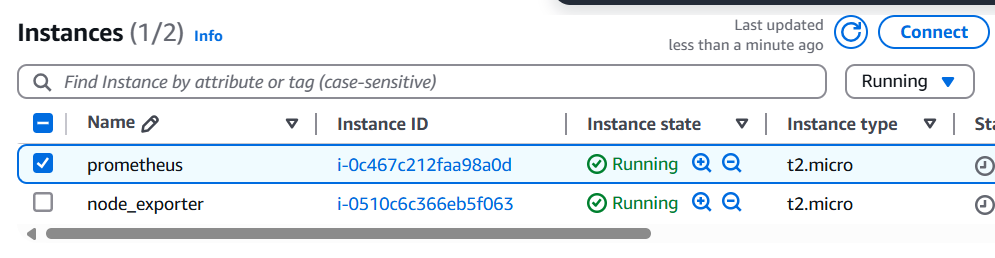 Instances (1/2) Info
Last updated
less than a minute ago
Connect
Find Instance by attribute or tag (case-sensitive)
Running
Name Instance ID Instance state Instance type Sta
prometheus i-0c467c212faa98a0d Running t2.micro
node_exporter i-0510c6c366eb5f063 Running t2.micro